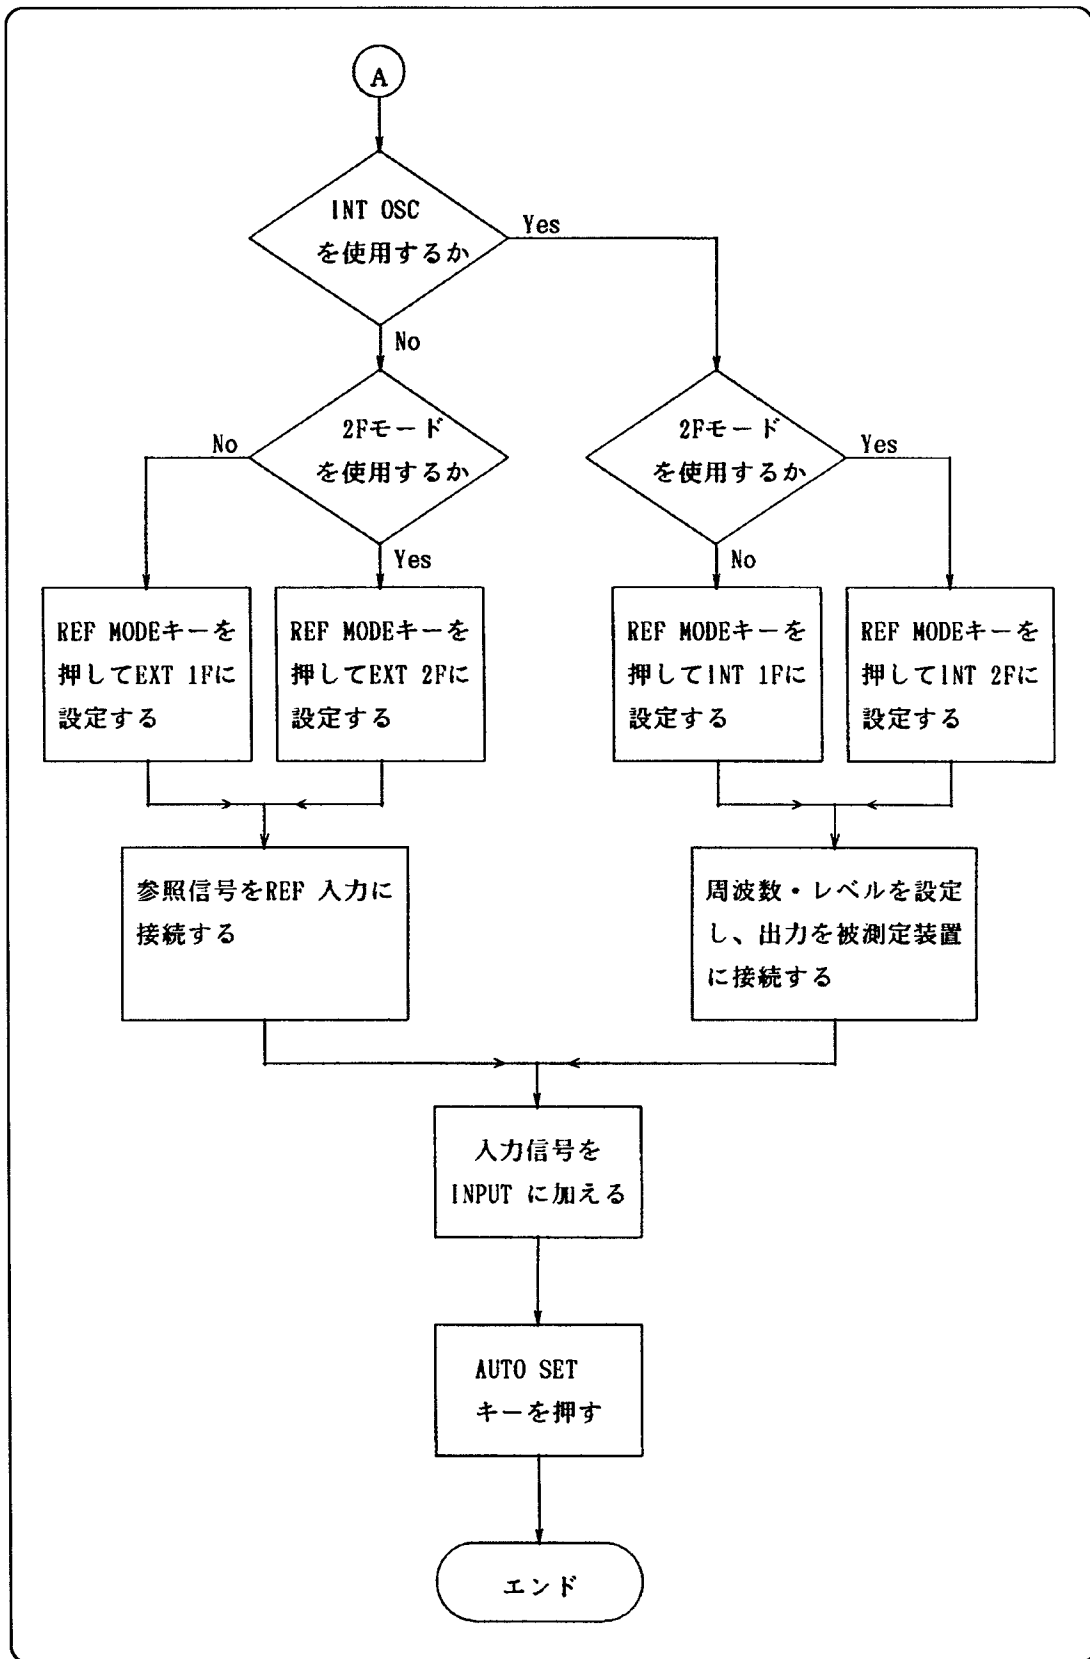 A
INT OSC
を使用するか
Yes
No
2Fモード
を使用するか
No
Yes
2Fモード
を使用するか
Yes
No
REF MODEキーを
押してEXT 1Fに
設定する
REF MODEキーを
押してEXT 2Fに
設定する
REF MODEキーを
押してINT 1Fに
設定する
REF MODEキーを
押してINT 2Fに
設定する
参照信号をREF 入力に
接続する
周波数・レベルを設定
し、出力を被測定装置
に接続する
入力信号を
INPUT に加える
AUTO SET
キーを押す
エンド